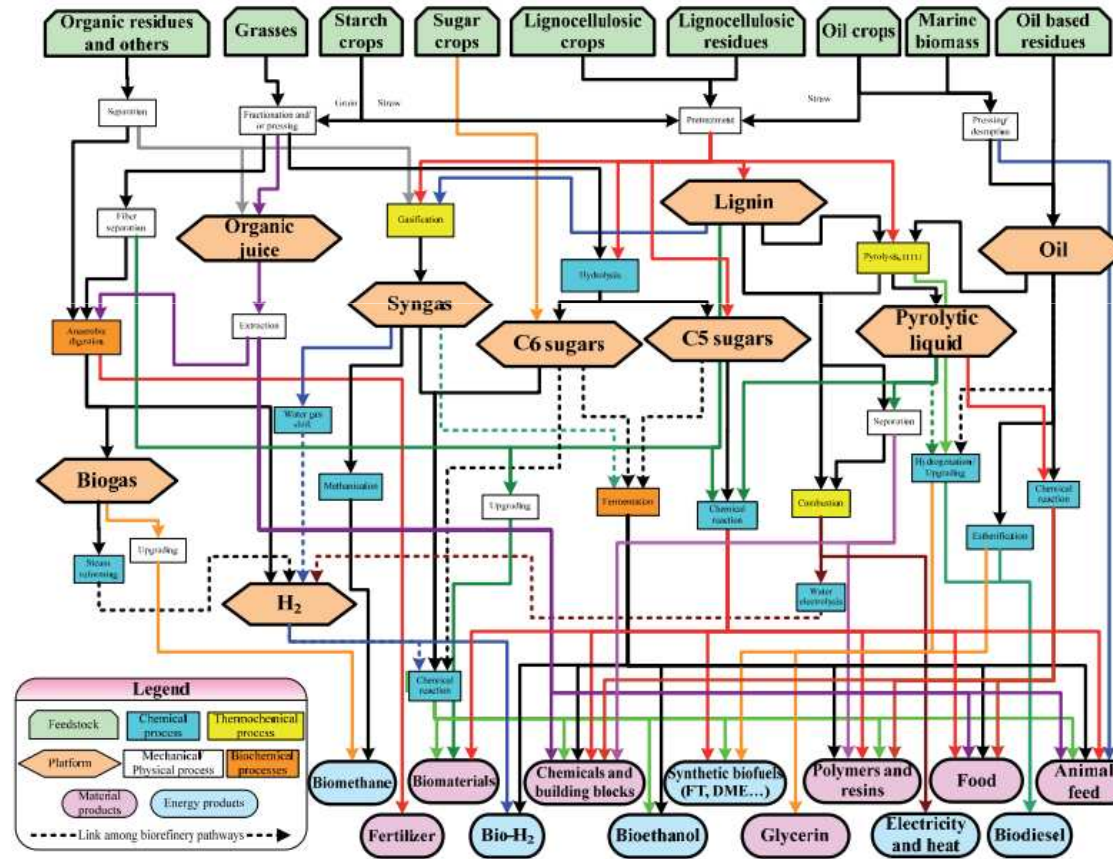 Organic residues
and others
Grasses
Starch
crops
Sugar
crops
Lignocellulosic
crops
Lignocellulosic
residues
Oil crops
Marine
biomass
Oil based
residues
Separation
Fractionation and/
or pressing
Grain
Straw
Pretreatment
Straw
Pressing/
disruption
Fiber
separation
Organic
juice
Gasification
Lignin
Pyrolysis,
Oil
Hydrolysis
Syngas
C6 sugars
C5 sugars
Pyrolytic
liquid
Anaerobic
digestion
Extraction
Water gas
shift
Separation
Biogas
Methanisation
Fermentation
Upgrading
Chemical
reaction
Combustion
Hydrogenation/
Upgrading
Chemical
reaction
Steam
reforming
Upgrading
H₂
Water
electrolysis
Chemical
reaction
Legend
Feedstock
Chemical
process
Thermochemical
process
Platform
Mechanical/
Physical process
Biochemical
processes
Material
products
Energy products
Link among biorefinery pathways
Biomethane
Biomaterials
Chemicals and
building blocks
Synthetic biofuels
(FT, DME…)
Polymers and
resins
Food
Animal
feed
Fertilizer
Bio-H₂
Bioethanol
Glycerin
Electricity
and heat
Biodiesel